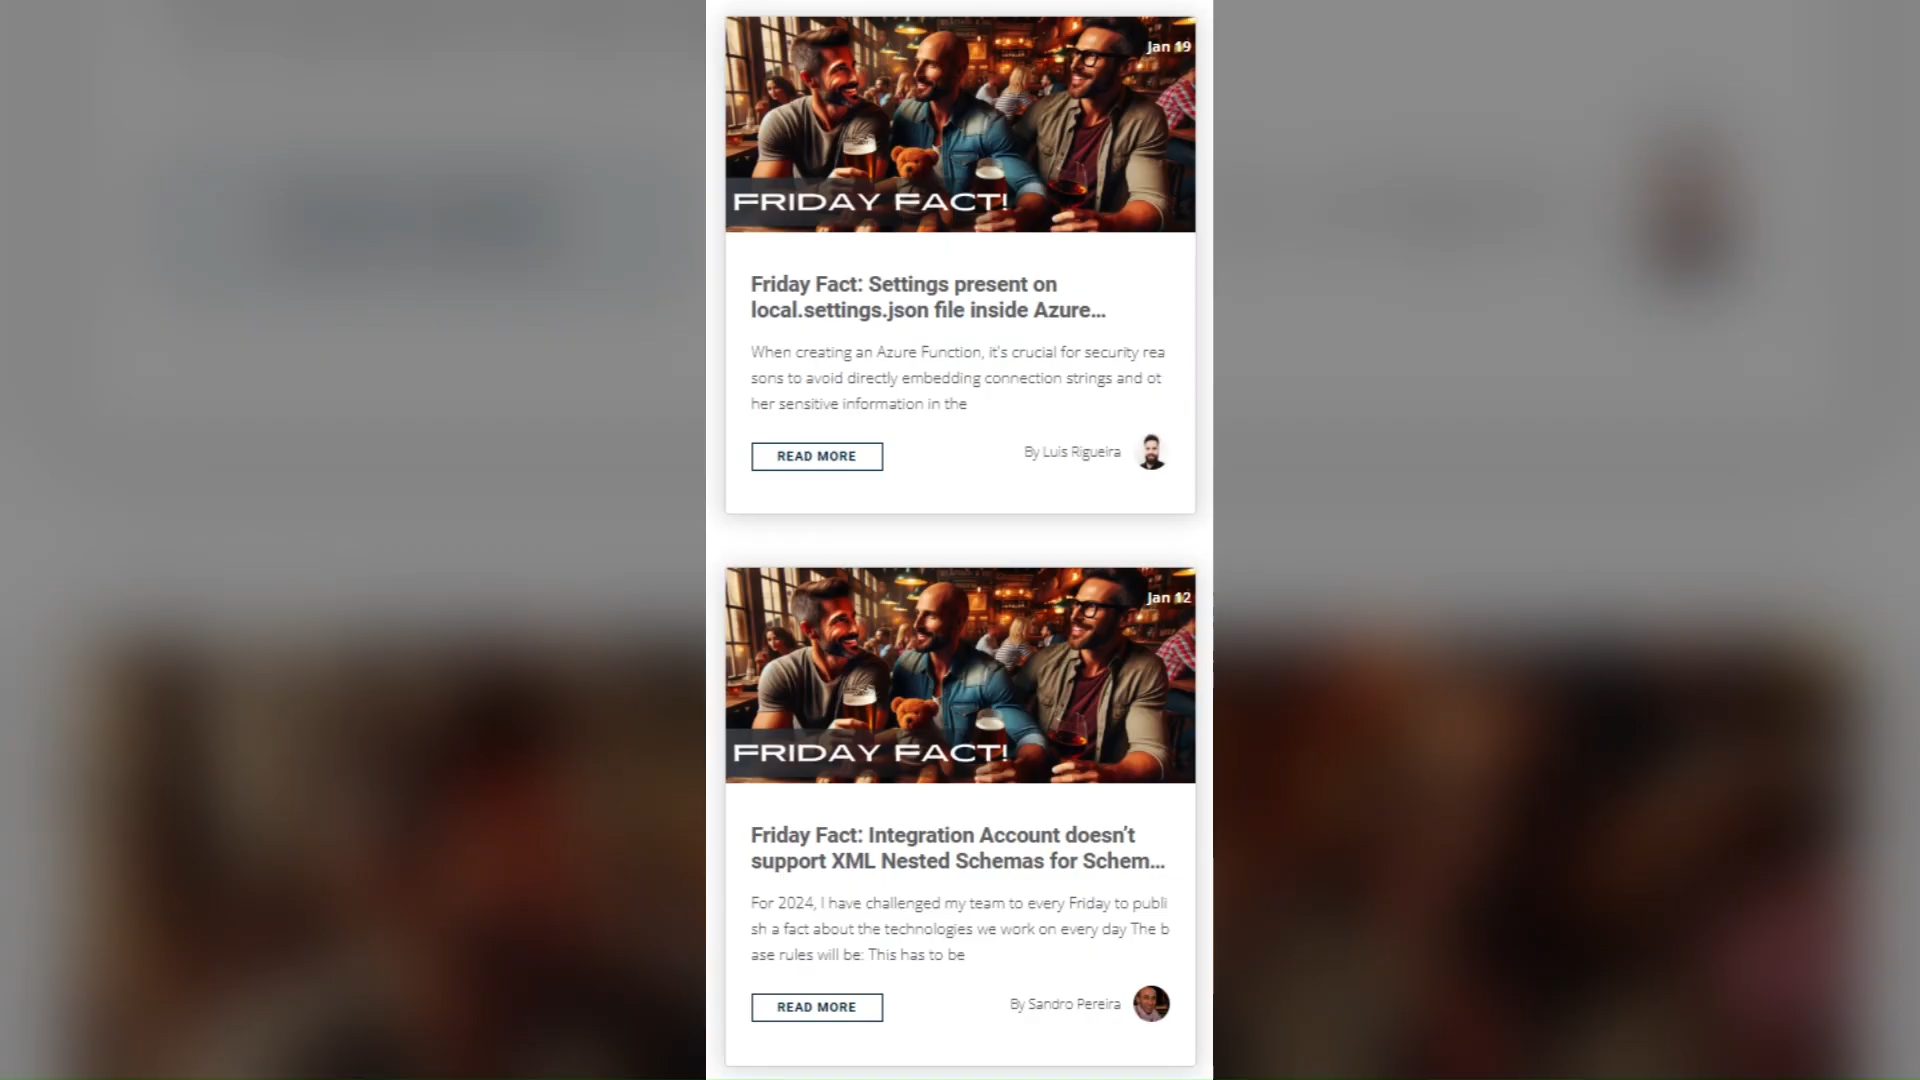 Jan 19
FRIDAY FACT!
Friday Fact: Settings present on
local.settings.json file inside Azure...
When creating an Azure Function, it's crucial for security rea
sons to avoid directly embedding connection strings and ot
her sensitive information in the
READ MORE
By Luis Rigueira
Jan 12
FRIDAY FACT!
Friday Fact: Integration Account doesn’t
support XML Nested Schemas for Schem...
For 2024, I have challenged my team to every Friday to publi
sh a fact about the technologies we work on every day The b
ase rules will be: This has to be
READ MORE
By Sandro Pereira